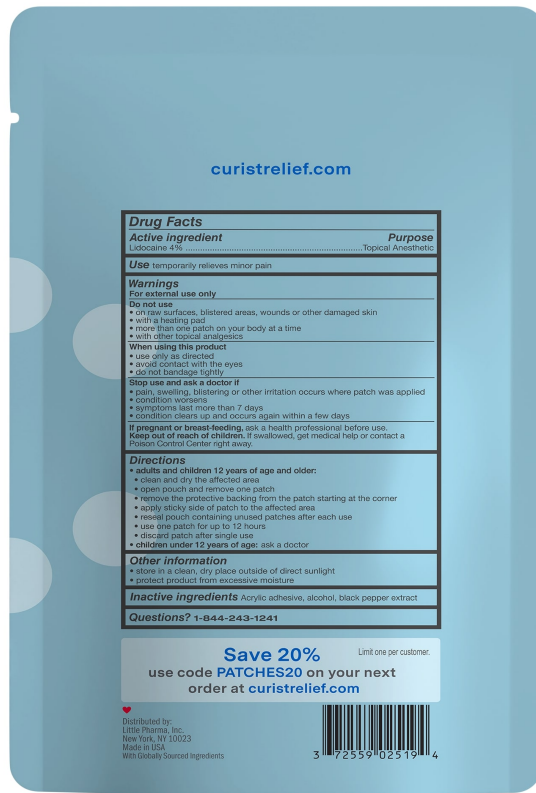 curistrelief.com
Drug Facts
Active ingredient Purpose
Lidocaine 4% ..................................................................Topical Anesthetic
Use temporarily relieves minor pain
Warnings
For external use only
Do not use
• on raw surfaces, blistered areas, wounds or other damaged skin
• with a heating pad
• more than one patch on your body at a time
• with other topical analgesics
When using this product
• use only as directed
• avoid contact with the eyes
• do not bandage tightly
Stop use and ask a doctor if
• pain, swelling, blistering or other irritation occurs where patch was applied
• condition worsens
• symptoms last more than 7 days
• condition clears up and occurs again within a few days
If pregnant or breast-feeding, ask a health professional before use.
Keep out of reach of children. If swallowed, get medical help or contact a
Poison Control Center right away.
Directions
• adults and children 12 years of age and older:
• clean and dry the affected area
• open pouch and remove one patch
• remove the protective backing from the patch starting at the corner
• apply sticky side of patch to the affected area
• reseal pouch containing unused patches after each use
• use one patch for up to 12 hours
• discard patch after single use
• children under 12 years of age: ask a doctor
Other information
• store in a clean, dry place outside of direct sunlight
• protect product from excessive moisture
Inactive ingredients Acrylic adhesive, alcohol, black pepper extract
Questions? 1-844-243-1241
Save 20% Limit one per customer.
use code PATCHES20 on your next
order at curistrelief.com
Distributed by:
Little Pharma, Inc.
New York, NY 10023
Made in USA
With Globally Sourced Ingredients
3 72559 02519 4